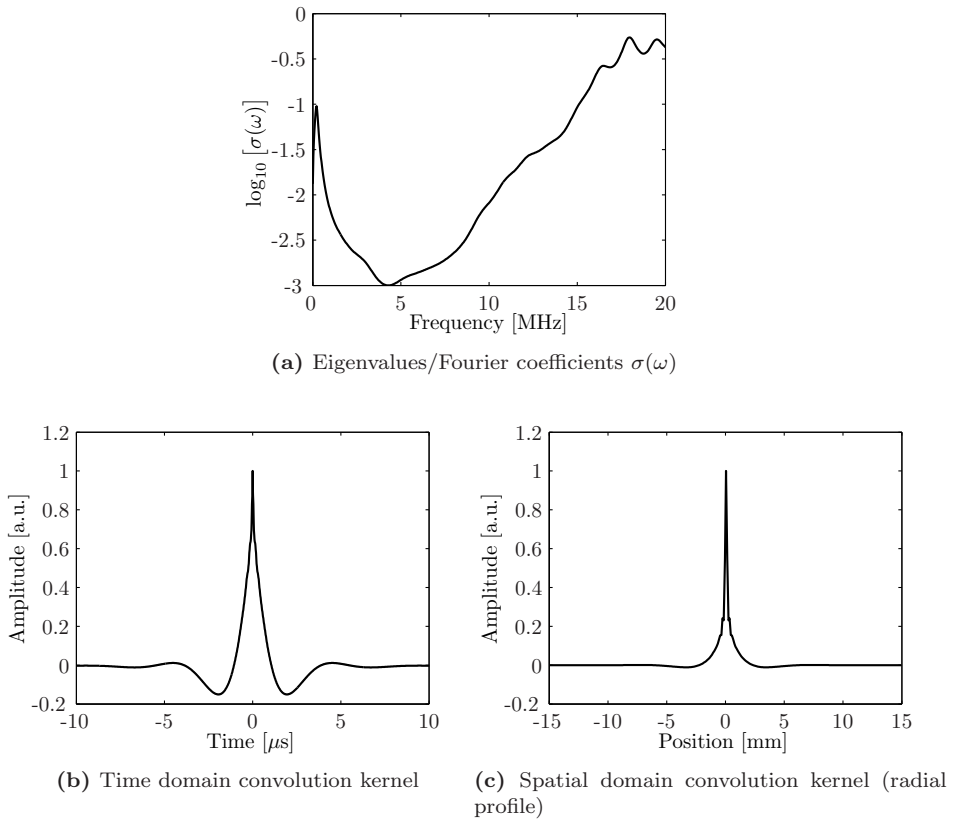 0
-0.5
-1
-1.5
-2
-2.5
-3
log₁₀ [σ(ω)]
0 5 10 15 20
Frequency [MHz]
(a) Eigenvalues/Fourier coefficients σ(ω)
1.2
1
0.8
0.6
0.4
0.2
0
-0.2
Amplitude [a.u.]
-10 -5 0 5 10
Time [μs]
(b) Time domain convolution kernel
1.2
1
0.8
0.6
0.4
0.2
0
-0.2
Amplitude [a.u.]
-15 -10 -5 0 5 10 15
Position [mm]
(c) Spatial domain convolution kernel (radial
profile)